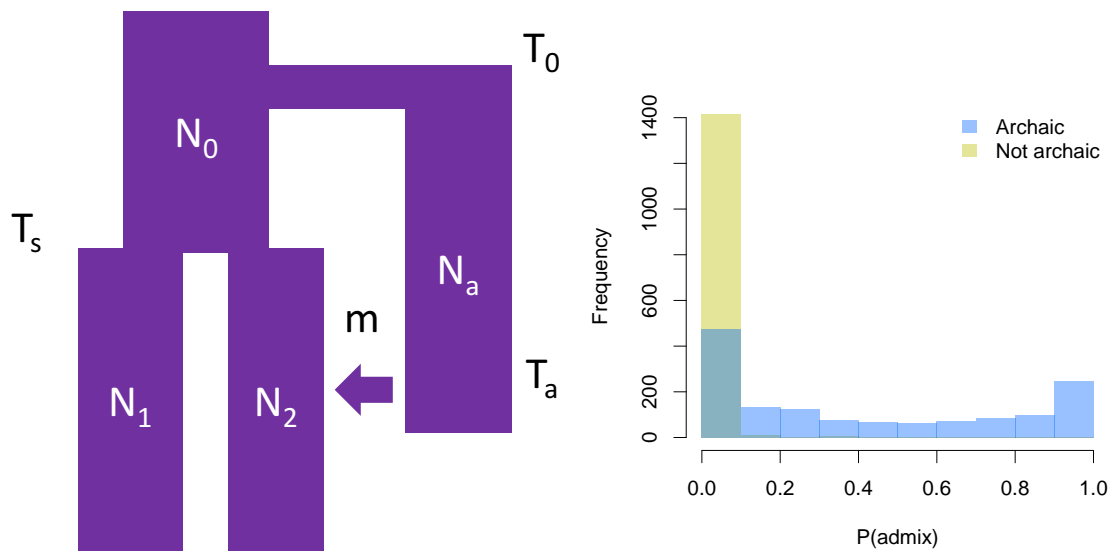 T₀
N₀
Tₛ
Nₐ
m
Tₐ
N₁
N₂
Archaic
Not archaic
Frequency
0
200
600
1000
1400
0.0
0.2
0.4
0.6
0.8
1.0
P(admix)